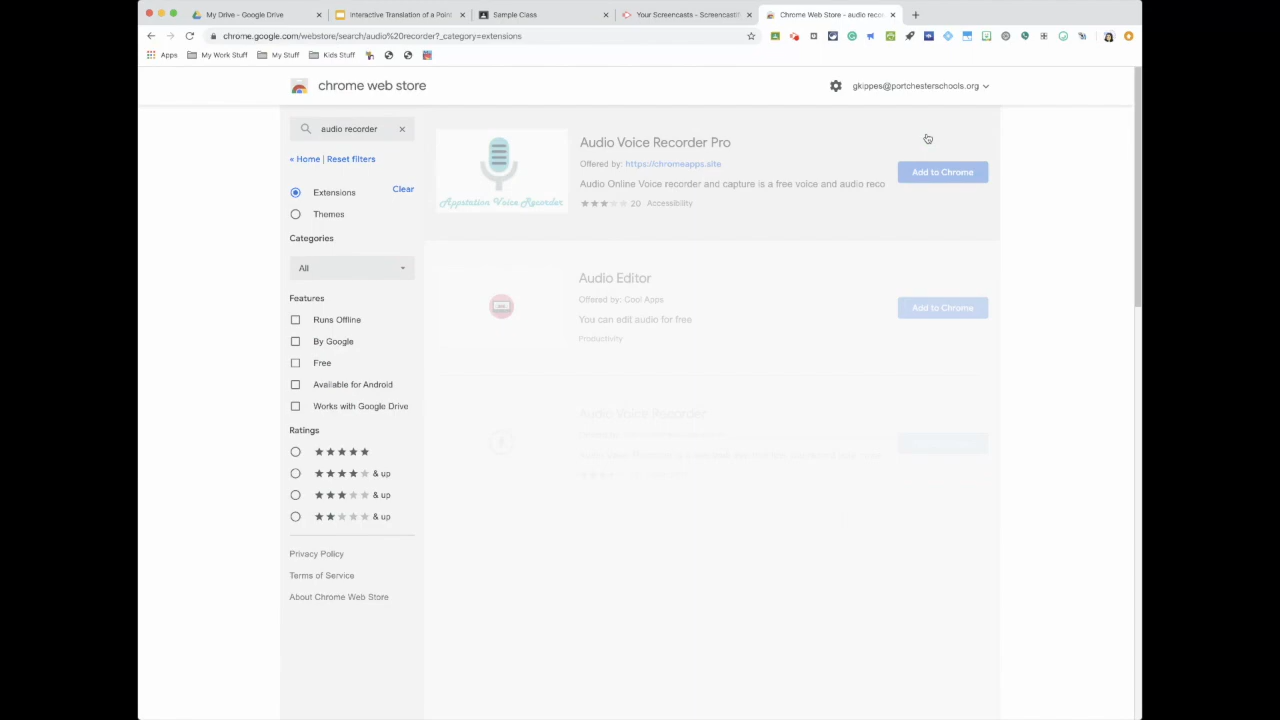 My Drive - Google Drive
Interactive Translation of a Point
Sample Class
Your Screencasts - Screencastif
Chrome Web Store - audio reco
chrome.google.com/webstore/search/audio%20recorder?_category=extensions
Apps
My Work Stuff
My Stuff
Kids Stuff
chrome web store
gkippes@portchesterschools.org
audio recorder
« Home | Reset filters
Extensions
Clear
Themes
Categories
All
Features
Runs Offline
By Google
Free
Available for Android
Works with Google Drive
Ratings
& up
& up
& up
Privacy Policy
Terms of Service
About Chrome Web Store
Appstation Voice Recorder
Audio Voice Recorder Pro
Offered by: https://chromeapps.site
Audio Online Voice recorder and capture is a free voice and audio reco
20 Accessibility
Add to Chrome
Audio Editor
Offered by: Cool Apps
You can edit audio for free
Productivity
Add to Chrome
Audio Voice Recorder